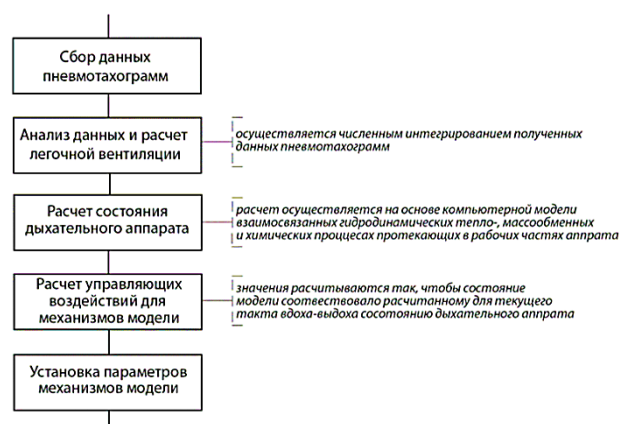 Сбор данных
пневмотахограмм
Анализ данных и расчет
легочной вентиляции
осуществляется численным интегрированием полученных
данных пневмотахограмм
Расчет состояния
дыхательного аппарата
расчет осуществляется на основе компьютерной модели
взаимосвязанных гидродинамических тепло-, массообменных
и химических проццесах протекающих в рабочих частях аппрата
Расчет управляющих
воздействий для
механизмов модели
значения расчитываются так, чтобы состояние
модели соотвествовало расчитанному для текущего
такта вдоха-выдоха сосотоянию дыхательного аппрата
Установка параметров
механизмов модели